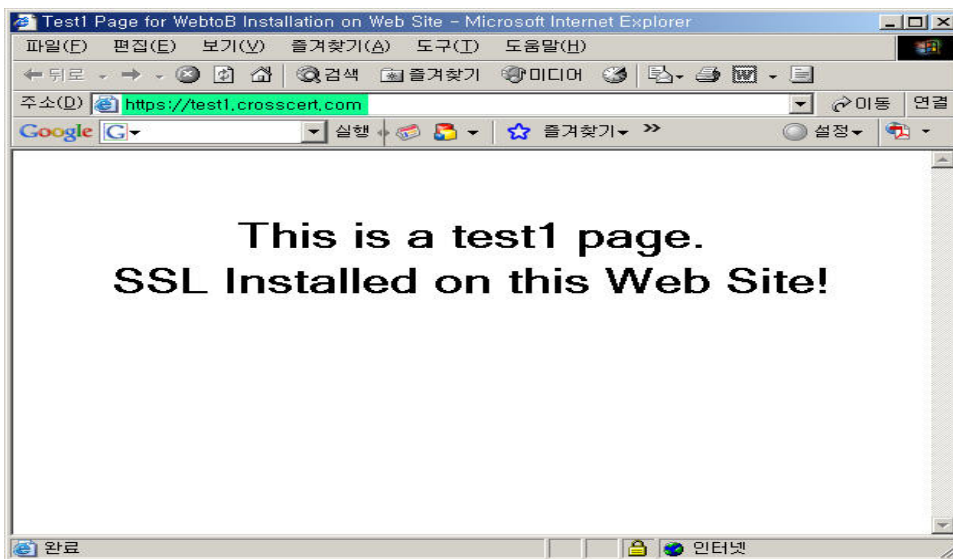 Test1 Page for WebtoB Installation on Web Site - Microsoft Internet Explorer
파일(F) 편집(E) 보기(V) 즐겨찾기(A) 도구(T) 도움말(H)
뒤로 검색 즐겨찾기 미디어
주소(D) https://test1.crosscert.com 이동 연결
Google G 실행 즐겨찾기 » 설정
This is a test1 page.
SSL Installed on this Web Site!
완료 인터넷